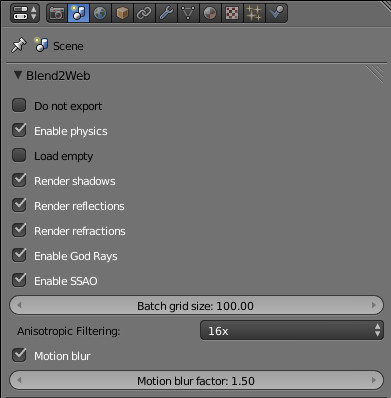 Scene
Blend2Web
Do not export
Enable physics
Load empty
Render shadows
Render reflections
Render refractions
Enable God Rays
Enable SSAO
Batch grid size: 100.00
Anisotropic Filtering: 16x
Motion blur
Motion blur factor: 1.50